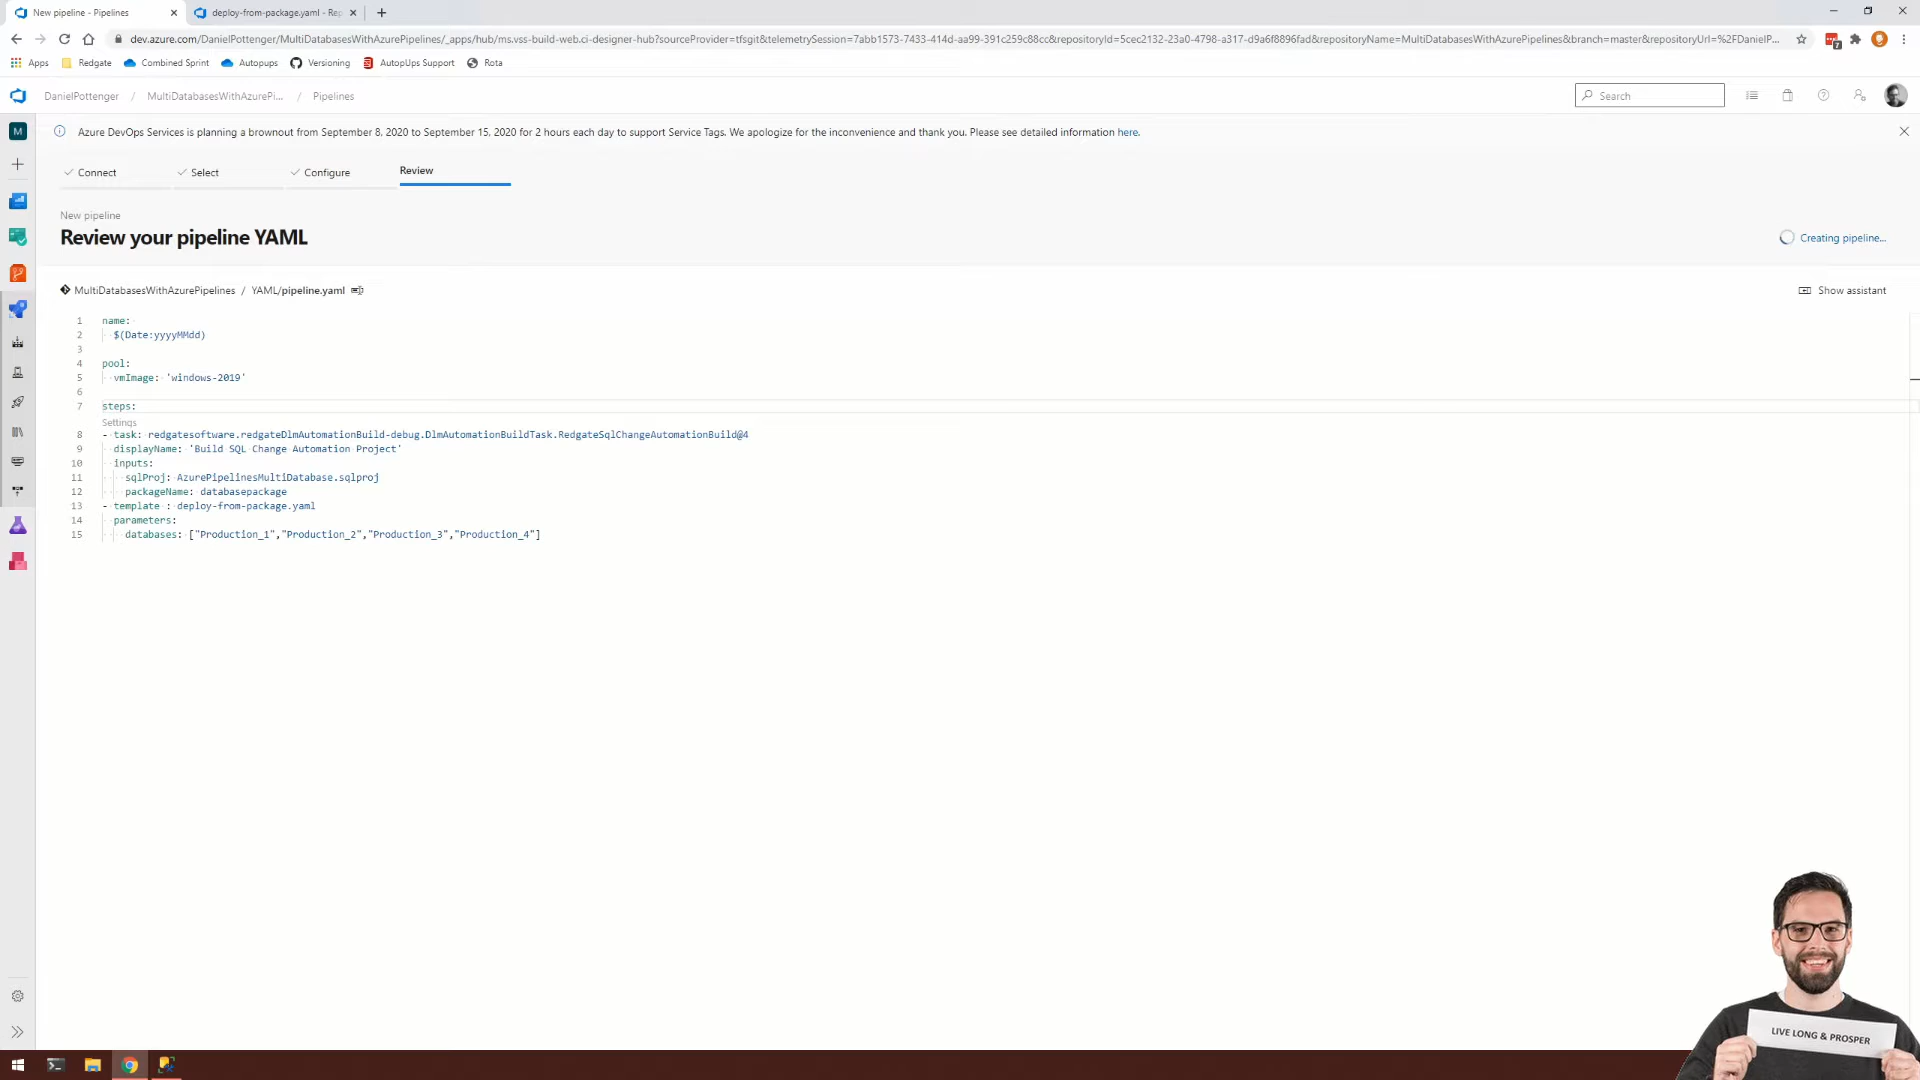 New pipeline - Pipelines
deploy-from-package.yaml - Rep
dev.azure.com/DanielPottenger/MultiDatabasesWithAzurePipelines/_apps/hub/ms.vss-build-web.ci-designer-hub?sourceProvider=tfsgit&telemetrySession=7abb1573-7433-414d-aa99-391c259c88cc&repositoryId=5cec2132-23a0-4798-a317-d9a6f8896fad&repositoryName=MultiDatabasesWithAzurePipelines&branch=master&repositoryUrl=%2FDanielP...
Apps Redgate Combined Sprint Autopups Versioning AutopUps Support Rota
DanielPottenger / MultiDatabasesWithAzurePi... / Pipelines
Search
M
Azure DevOps Services is planning a brownout from September 8, 2020 to September 15, 2020 for 2 hours each day to support Service Tags. We apologize for the inconvenience and thank you. Please see detailed information here.
Connect Select Configure Review
New pipeline
Review your pipeline YAML
Creating pipeline...
MultiDatabasesWithAzurePipelines / YAML/pipeline.yaml
Show assistant
1 name:
2 $(Date:yyyyMMdd)
3
4 pool:
5 vmImage: 'windows-2019'
6
7 steps:
Settings
8 - task: redgatesoftware.redgateDlmAutomationBuild-debug.DlmAutomationBuildTask.RedgateSqlChangeAutomationBuild@4
9 displayName: 'Build SQL Change Automation Project'
10 inputs:
11 sqlProj: AzurePipelinesMultiDatabase.sqlproj
12 packageName: databasepackage
13 - template : deploy-from-package.yaml
14 parameters:
15 databases: ["Production_1","Production_2","Production_3","Production_4"]
LIVE LONG & PROSPER